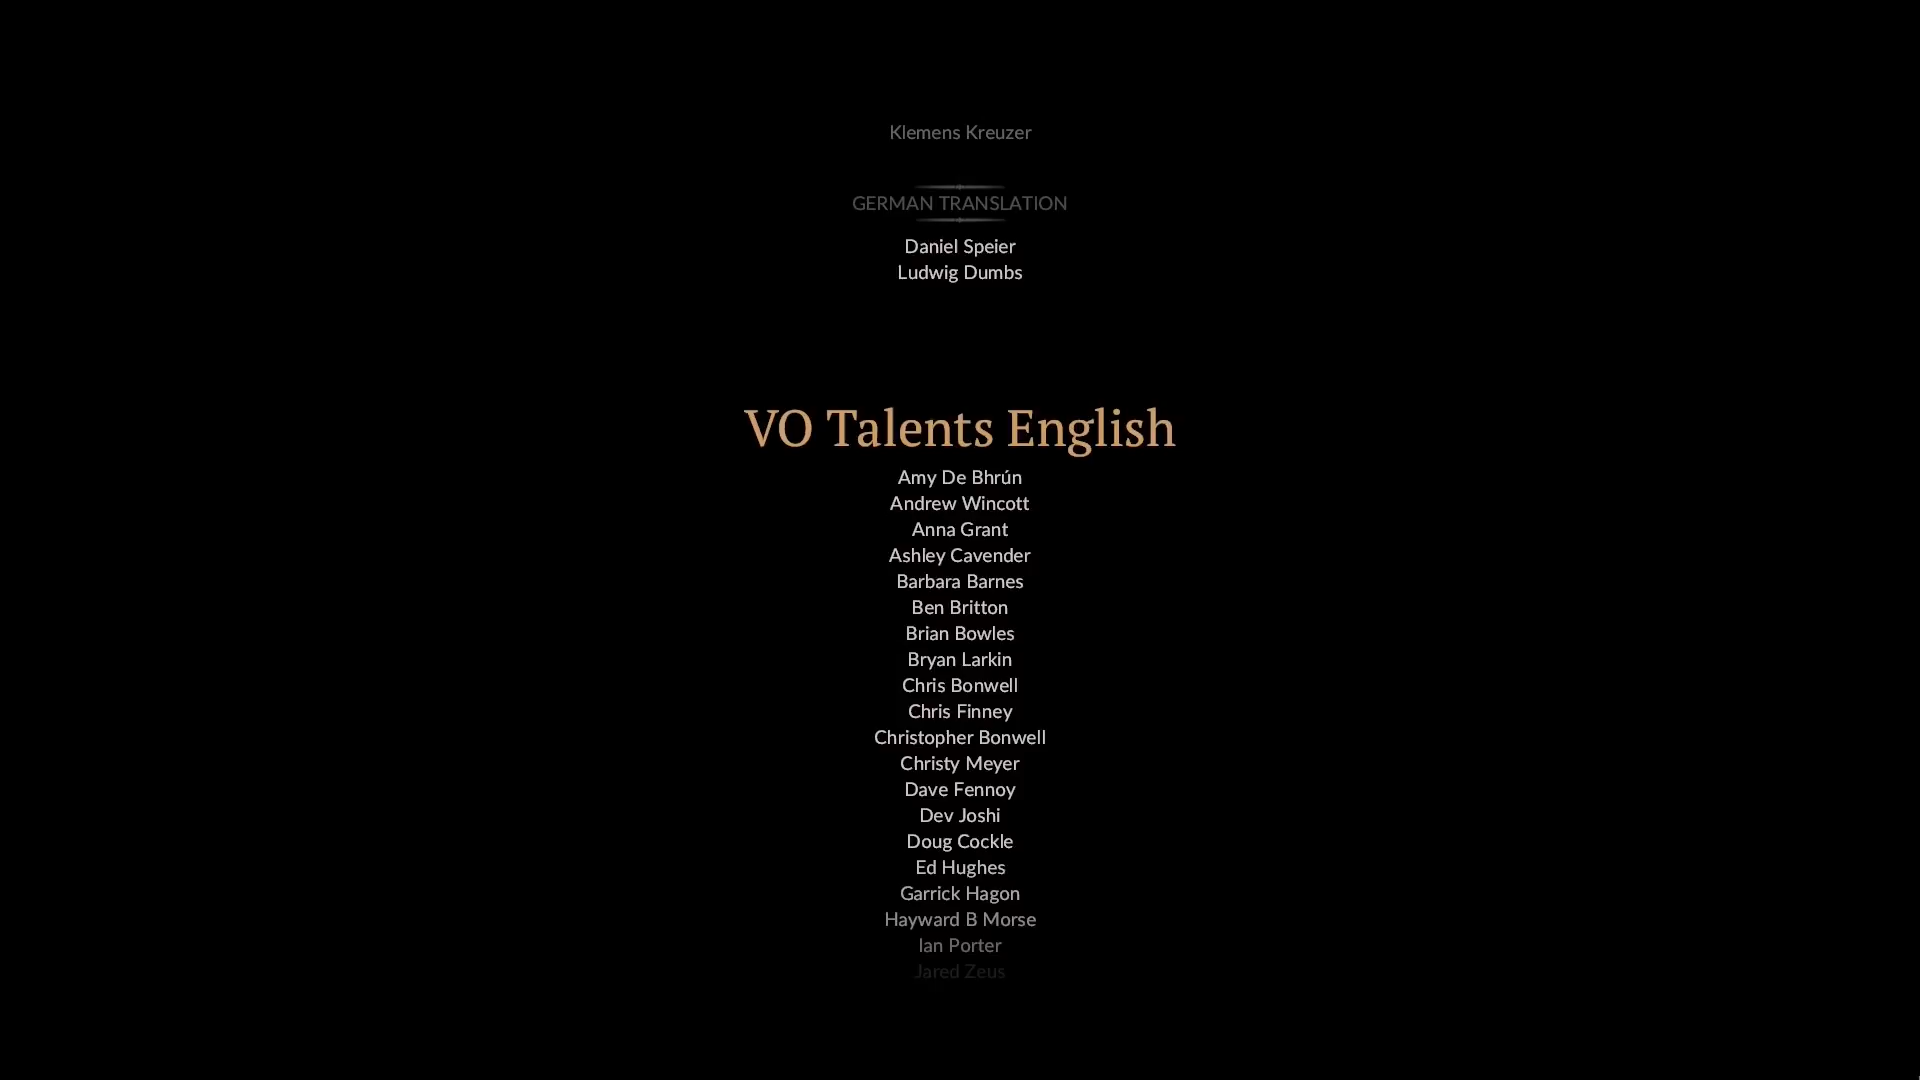 Klemens Kreuzer
GERMAN TRANSLATION
Daniel Speier
Ludwig Dumbs
VO Talents English
Amy De Bhrún
Andrew Wincott
Anna Grant
Ashley Cavender
Barbara Barnes
Ben Britton
Brian Bowles
Bryan Larkin
Chris Bonwell
Chris Finney
Christopher Bonwell
Christy Meyer
Dave Fennoy
Dev Joshi
Doug Cockle
Ed Hughes
Garrick Hagon
Hayward B Morse
Ian Porter
Jared Zeus